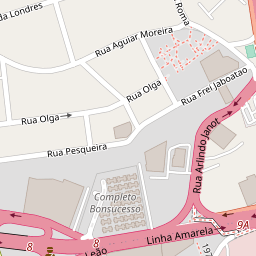 da Londres
Roma
Rua Aguiar Moreira
Rua Olga
Rua Frei Jaboatao
Rua Olga
Rua Arlindo Janot
Rua Pesqueira
Completo
Bonsucesso
9A
Linha Amarela
8
8
Leão